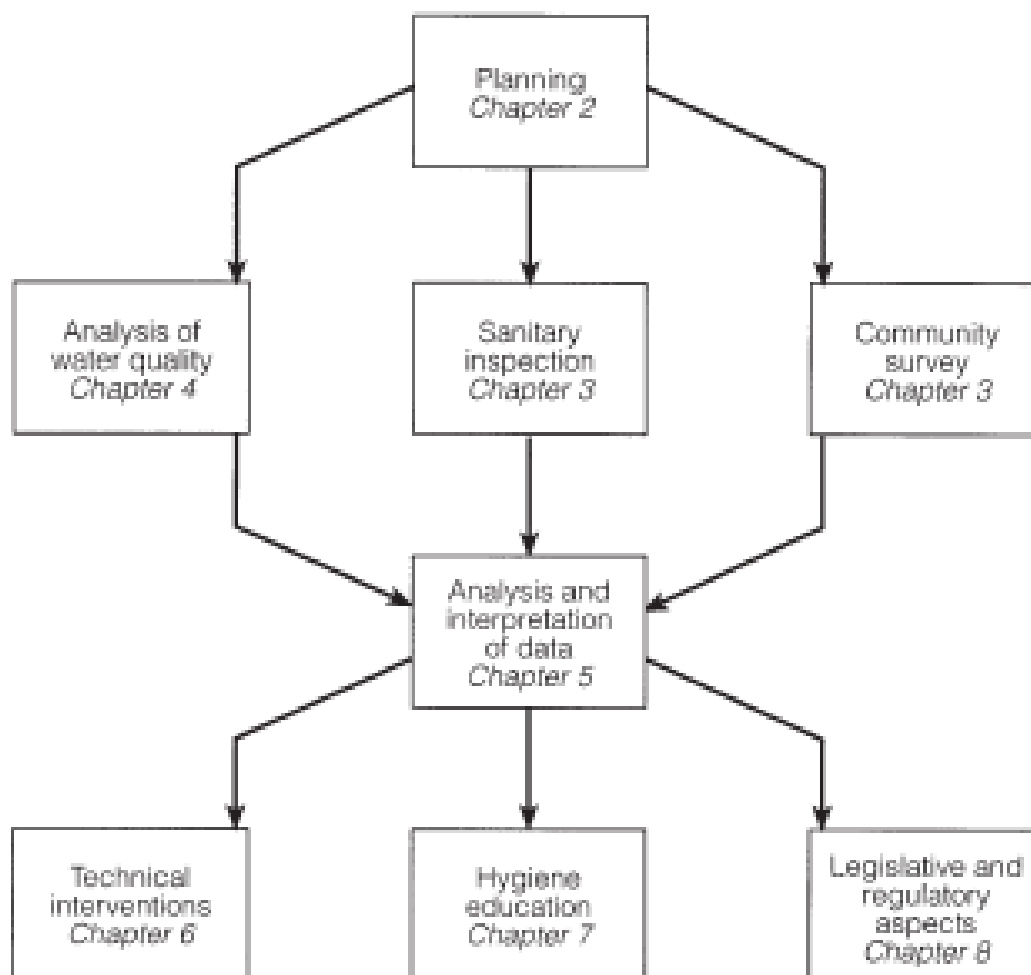 Planning
Chapter 2
Analysis of
water quality
Chapter 4
Sanitary
inspection
Chapter 3
Community
survey
Chapter 3
Analysis and
interpretation
of data
Chapter 5
Technical
interventions
Chapter 6
Hygiene
education
Chapter 7
Legislative and
regulatory
aspects
Chapter 8